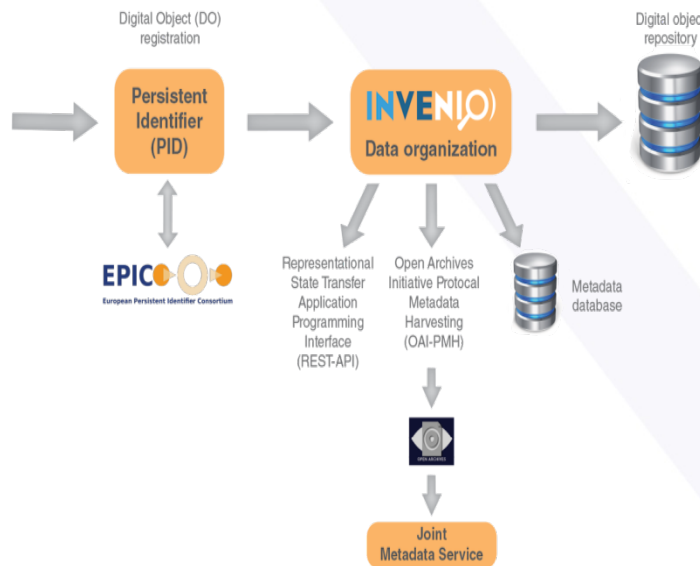 Digital Object (DO)
registration
Persistent
Identifier
(PID)
INVENIO
Data organization
Digital object
repository
EPIC
European Persistent Identifier Consortium
Representational
State Transfer
Application
Programming
Interface
(REST-API)
Open Archives
Initiative Protocal
Metadata
Harvesting
(OAI-PMH)
Metadata
database
OPEN ARCHIVES
Joint
Metadata Service